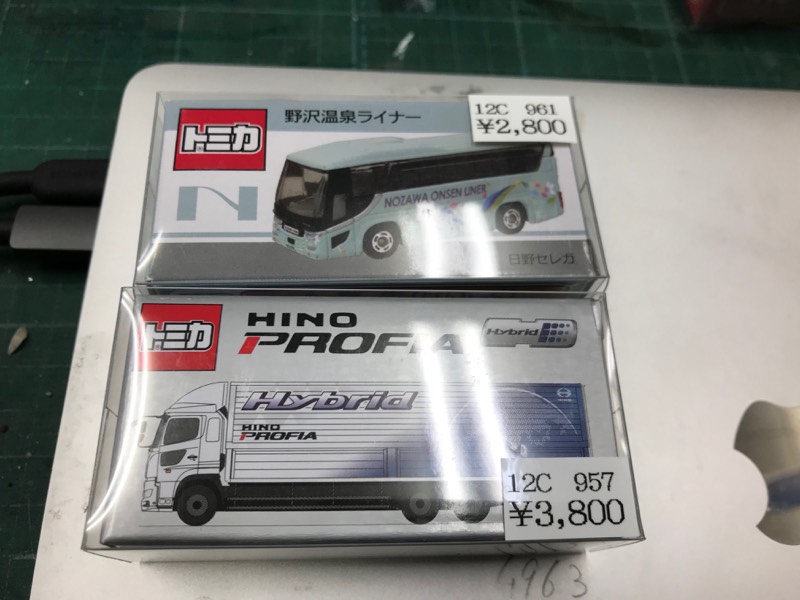 トミカ
野沢温泉ライナー
12C 961
¥2,800
N
NOZAWA ONSEN LINER
日野セレガ
トミカ
HINO
PROFIA
Hybrid
Hybrid
HINO
PROFIA
12C 957
¥3,800
4963